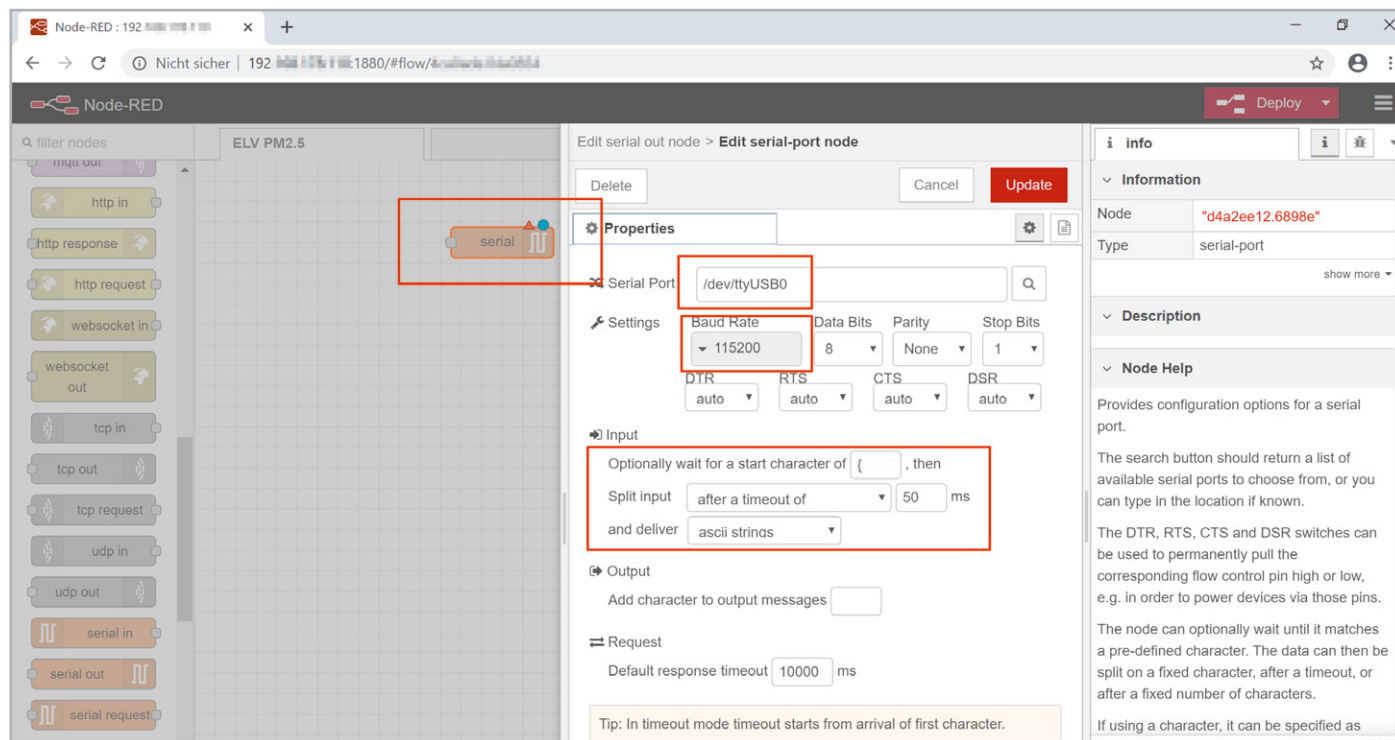 Node-RED : 192
Nicht sicher | 192. :1880/#flow/
Node-RED
Deploy
filter nodes
mqtt out
http in
http response
http request
websocket in
websocket
out
tcp in
tcp out
tcp request
udp in
udp out
serial in
serial out
serial request
ELV PM2.5
serial
Edit serial out node > Edit serial-port node
Delete
Cancel
Update
Properties
Serial Port
/dev/ttyUSB0
Settings
Baud Rate
Data Bits
Parity
Stop Bits
115200
8
None
1
DTR
RTS
CTS
DSR
auto
auto
auto
auto
Input
Optionally wait for a start character of { , then
Split input after a timeout of 50 ms
and deliver ascii strings
Output
Add character to output messages
Request
Default response timeout 10000 ms
Tip: In timeout mode timeout starts from arrival of first character.
i info
i
Information
Node "d4a2ee12.6898e"
Type serial-port
show more
Description
Node Help
Provides configuration options for a serial
port.
The search button should return a list of
available serial ports to choose from, or you
can type in the location if known.
The DTR, RTS, CTS and DSR switches can
be used to permanently pull the
corresponding flow control pin high or low,
e.g. in order to power devices via those pins.
The node can optionally wait until it matches
a pre-defined character. The data can then be
split on a fixed character, after a timeout, or
after a fixed number of characters.
If using a character, it can be specified as